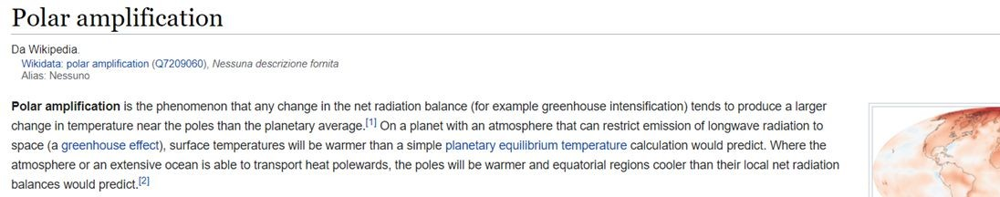 Polar amplification
Da Wikipedia.
Wikidata: polar amplification (Q7209060), Nessuna descrizione fornita
Alias: Nessuno
Polar amplification is the phenomenon that any change in the net radiation balance (for example greenhouse intensification) tends to produce a larger
change in temperature near the poles than the planetary average.[1] On a planet with an atmosphere that can restrict emission of longwave radiation to
space (a greenhouse effect), surface temperatures will be warmer than a simple planetary equilibrium temperature calculation would predict. Where the
atmosphere or an extensive ocean is able to transport heat polewards, the poles will be warmer and equatorial regions cooler than their local net radiation
balances would predict.[2]